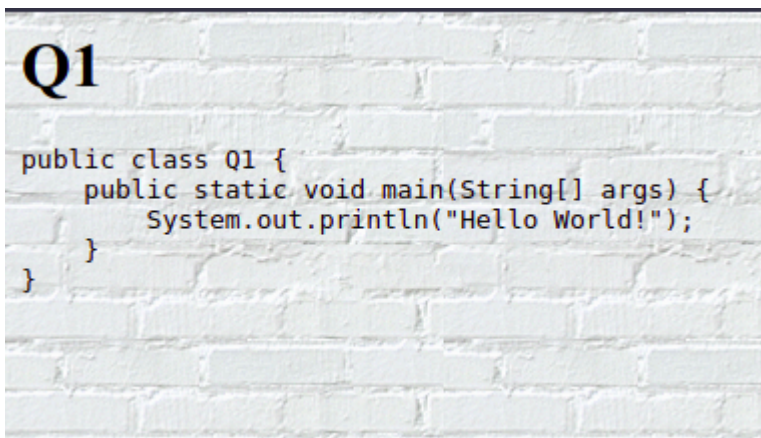 Q1
public class Q1 {
    public static void main(String[] args) {
        System.out.println("Hello World!");
    }
}